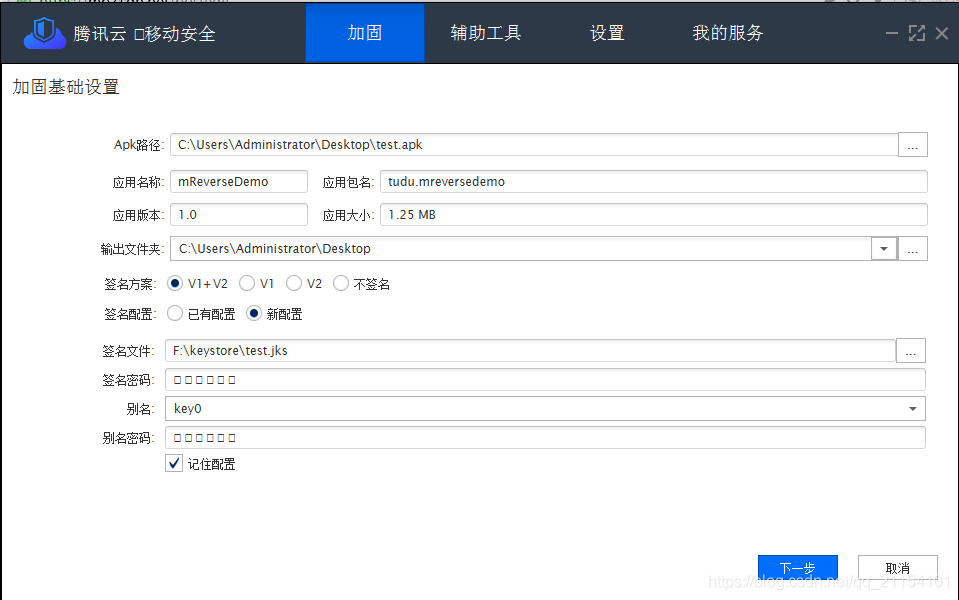 腾讯云 □移动安全 加固 辅助工具 设置 我的服务
加固基础设置
Apk路径: C:\Users\Administrator\Desktop\test.apk ...
应用名称: mReverseDemo 应用包名: tudu.mreversedemo
应用版本: 1.0 应用大小: 1.25 MB
输出文件夹: C:\Users\Administrator\Desktop ...
签名方案: V1+V2 V1 V2 不签名
签名配置: 已有配置 新配置
签名文件: F:\keystore\test.jks ...
签名密码: □□□□□□
别名: key0
别名密码: □□□□□□
记住配置
下一步 取消
https://blog.csdn.net/qq_21154101